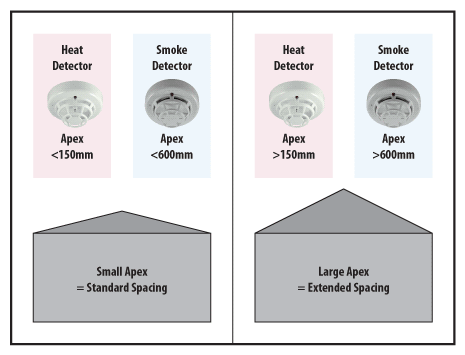 Heat
Detector
Apex
<150mm
Smoke
Detector
Apex
<600mm
Small Apex
= Standard Spacing
Heat
Detector
Apex
>150mm
Smoke
Detector
Apex
>600mm
Large Apex
= Extended Spacing